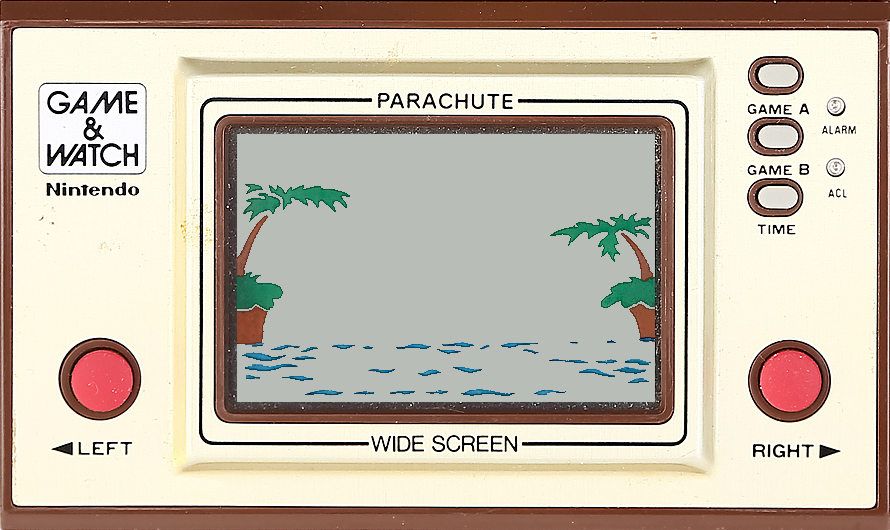 PARACHUTE
GAME
&
WATCH
Nintendo
GAME A
ALARM
GAME B
ACL
TIME
◀LEFT
WIDE SCREEN
RIGHT▶